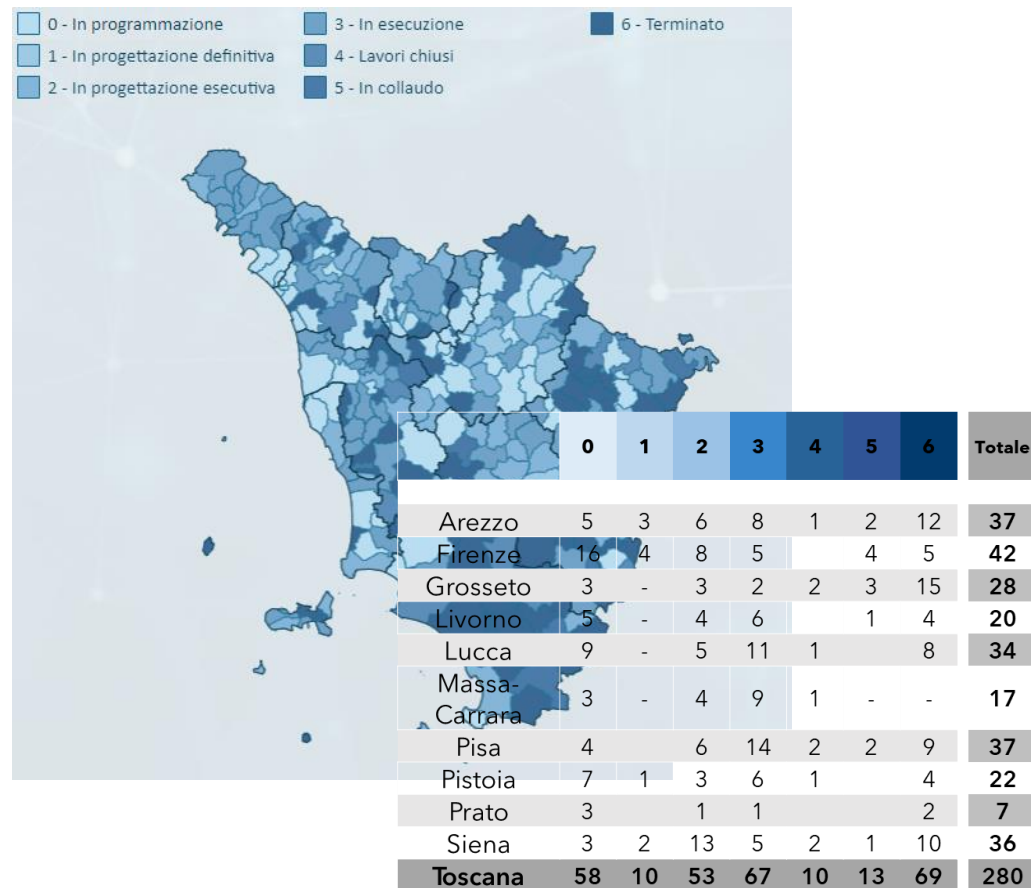 0 - In programmazione 3 - In esecuzione 6 - Terminato
1 - In progettazione definitiva 4 - Lavori chiusi
2 - In progettazione esecutiva 5 - In collaudo
0 1 2 3 4 5 6 Totale
Arezzo 5 3 6 8 1 2 12 37
Firenze 16 4 8 5 4 5 42
Grosseto 3 - 3 2 2 3 15 28
Livorno 5 - 4 6 1 4 20
Lucca 9 - 5 11 1 8 34
Massa-
Carrara 3 - 4 9 1 - - 17
Pisa 4 6 14 2 2 9 37
Pistoia 7 1 3 6 1 4 22
Prato 3 1 1 2 7
Siena 3 2 13 5 2 1 10 36
Toscana 58 10 53 67 10 13 69 280